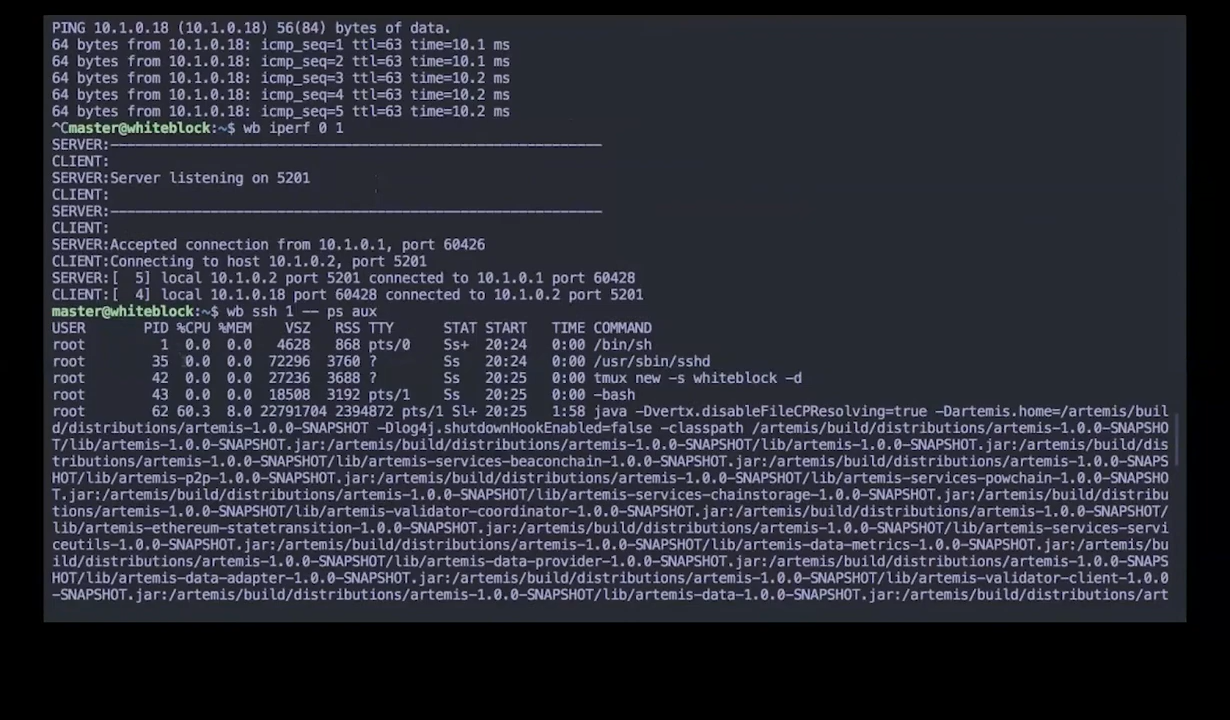 PING 10.1.0.18 (10.1.0.18) 56(84) bytes of data.
64 bytes from 10.1.0.18: icmp_seq=1 ttl=63 time=10.1 ms
64 bytes from 10.1.0.18: icmp_seq=2 ttl=63 time=10.1 ms
64 bytes from 10.1.0.18: icmp_seq=3 ttl=63 time=10.2 ms
64 bytes from 10.1.0.18: icmp_seq=4 ttl=63 time=10.2 ms
64 bytes from 10.1.0.18: icmp_seq=5 ttl=63 time=10.2 ms
^Cmaster@whiteblock:~$ wb iperf 0 1
SERVER:-----------------------------------------------------------
CLIENT:
SERVER:Server listening on 5201
CLIENT:
SERVER:-----------------------------------------------------------
CLIENT:
SERVER:Accepted connection from 10.1.0.1, port 60426
CLIENT:Connecting to host 10.1.0.2, port 5201
SERVER:[  5] local 10.1.0.2 port 5201 connected to 10.1.0.1 port 60428
CLIENT:[  4] local 10.1.0.18 port 60428 connected to 10.1.0.2 port 5201
master@whiteblock:~$ wb ssh 1 -- ps aux
USER       PID %CPU %MEM    VSZ   RSS TTY      STAT START   TIME COMMAND
root         1  0.0  0.0   4628   868 pts/0    Ss+  20:24   0:00 /bin/sh
root        35  0.0  0.0  72296  3760 ?        Ss   20:24   0:00 /usr/sbin/sshd
root        42  0.0  0.0  27236  3688 ?        Ss   20:25   0:00 tmux new -s whiteblock -d
root        43  0.0  0.0  18508  3192 pts/1    Ss   20:25   0:00 -bash
root        62 60.3  8.0 22791704 2394872 pts/1 Sl+ 20:25   1:58 java -Dvertx.disableFileCPResolving=true -Dartemis.home=/artemis/buil
d/distributions/artemis-1.0.0-SNAPSHOT -Dlog4j.shutdownHookEnabled=false -classpath /artemis/build/distributions/artemis-1.0.0-SNAPSHO
T/lib/artemis-1.0.0-SNAPSHOT.jar:/artemis/build/distributions/artemis-1.0.0-SNAPSHOT/lib/artemis-1.0.0-SNAPSHOT.jar:/artemis/build/dis
tributions/artemis-1.0.0-SNAPSHOT/lib/artemis-services-beaconchain-1.0.0-SNAPSHOT.jar:/artemis/build/distributions/artemis-1.0.0-SNAPS
HOT/lib/artemis-p2p-1.0.0-SNAPSHOT.jar:/artemis/build/distributions/artemis-1.0.0-SNAPSHOT/lib/artemis-services-powchain-1.0.0-SNAPSHO
T.jar:/artemis/build/distributions/artemis-1.0.0-SNAPSHOT/lib/artemis-services-chainstorage-1.0.0-SNAPSHOT.jar:/artemis/build/distribu
tions/artemis-1.0.0-SNAPSHOT/lib/artemis-validator-coordinator-1.0.0-SNAPSHOT.jar:/artemis/build/distributions/artemis-1.0.0-SNAPSHOT/
lib/artemis-ethereum-statetransition-1.0.0-SNAPSHOT.jar:/artemis/build/distributions/artemis-1.0.0-SNAPSHOT/lib/artemis-services-servi
ceutils-1.0.0-SNAPSHOT.jar:/artemis/build/distributions/artemis-1.0.0-SNAPSHOT/lib/artemis-data-metrics-1.0.0-SNAPSHOT.jar:/artemis/bu
ild/distributions/artemis-1.0.0-SNAPSHOT/lib/artemis-data-provider-1.0.0-SNAPSHOT.jar:/artemis/build/distributions/artemis-1.0.0-SNAPS
HOT/lib/artemis-data-adapter-1.0.0-SNAPSHOT.jar:/artemis/build/distributions/artemis-1.0.0-SNAPSHOT/lib/artemis-validator-client-1.0.0
-SNAPSHOT.jar:/artemis/build/distributions/artemis-1.0.0-SNAPSHOT/lib/artemis-data-1.0.0-SNAPSHOT.jar:/artemis/build/distributions/art